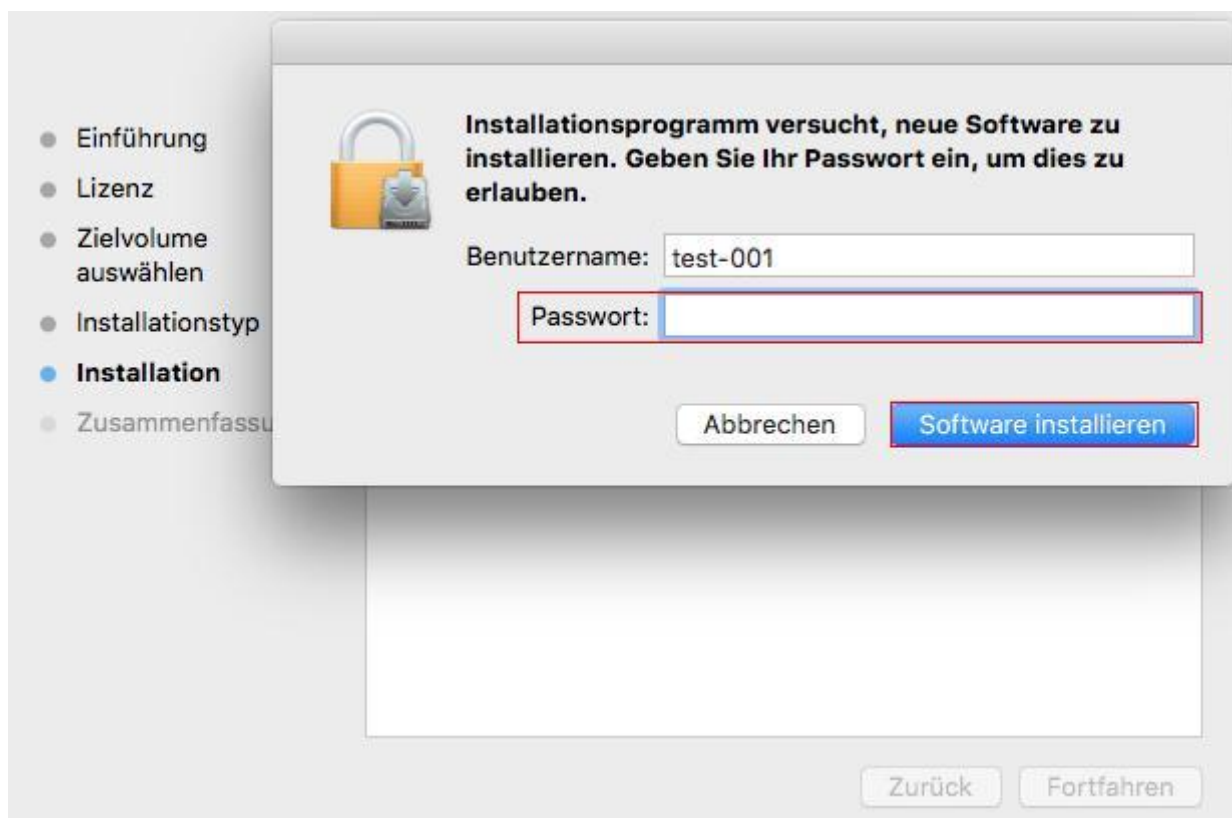 Einführung
Lizenz
Zielvolume
auswählen
Installationstyp
Installation
Zusammenfassu
Installationsprogramm versucht, neue Software zu
installieren. Geben Sie Ihr Passwort ein, um dies zu
erlauben.
Benutzername: test-001
Passwort:
Abbrechen Software installieren
Zurück Fortfahren